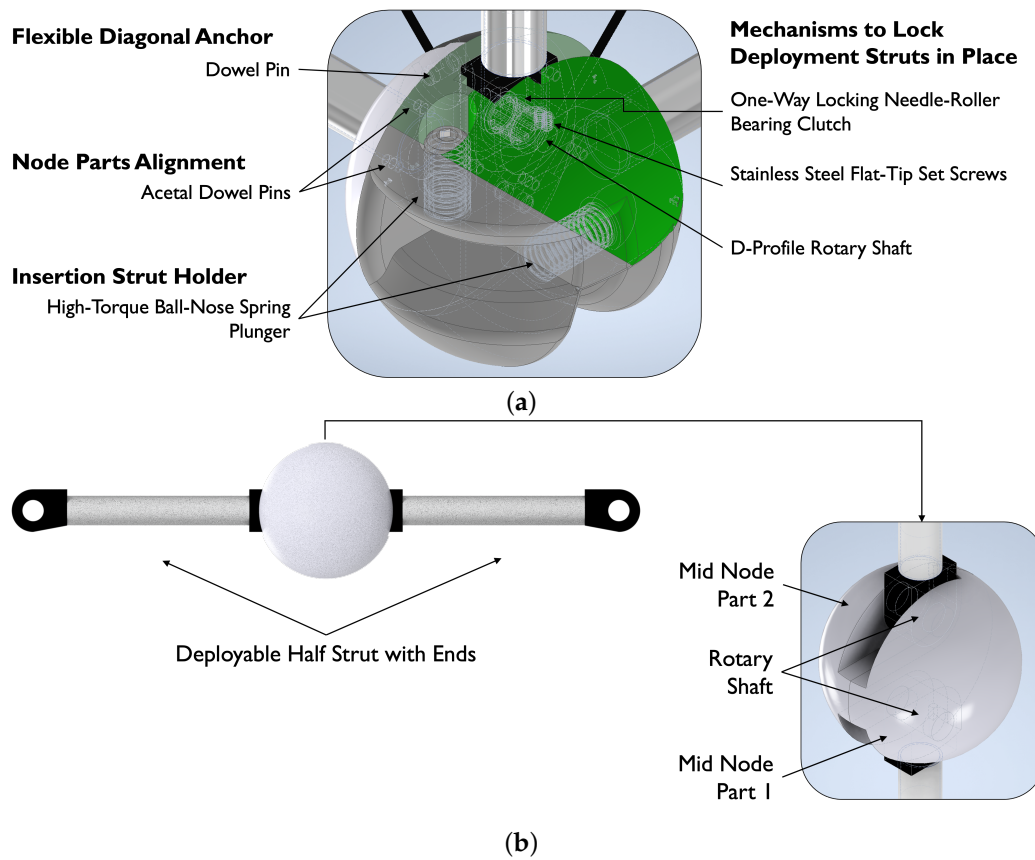 Flexible Diagonal Anchor
Dowel Pin
Node Parts Alignment
Acetal Dowel Pins
Insertion Strut Holder
High-Torque Ball-Nose Spring
Plunger
Mechanisms to Lock
Deployment Struts in Place
One-Way Locking Needle-Roller
Bearing Clutch
Stainless Steel Flat-Tip Set Screws
D-Profile Rotary Shaft
(a)
Deployable Half Strut with Ends
Mid Node
Part 2
Rotary
Shaft
Mid Node
Part 1
(b)